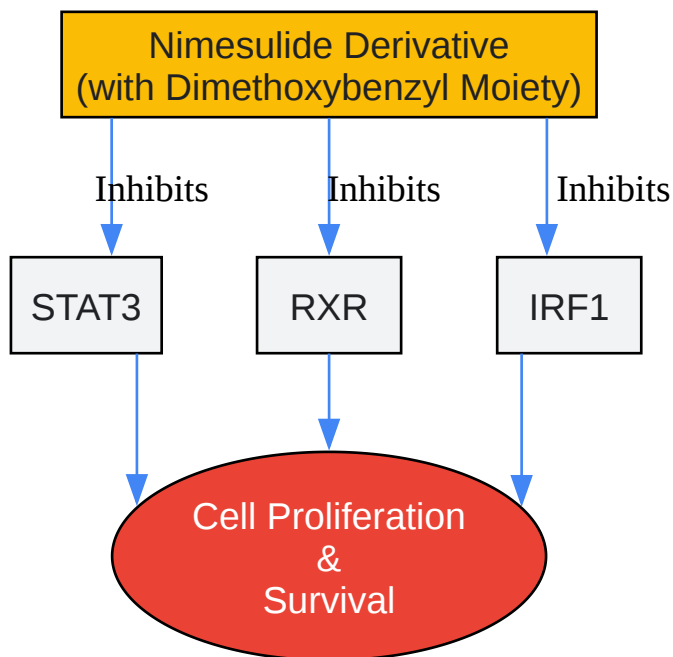 Nimesulide Derivative
(with Dimethoxybenzyl Moiety)
Inhibits
Inhibits
Inhibits
STAT3
RXR
IRF1
Cell Proliferation
&
Survival